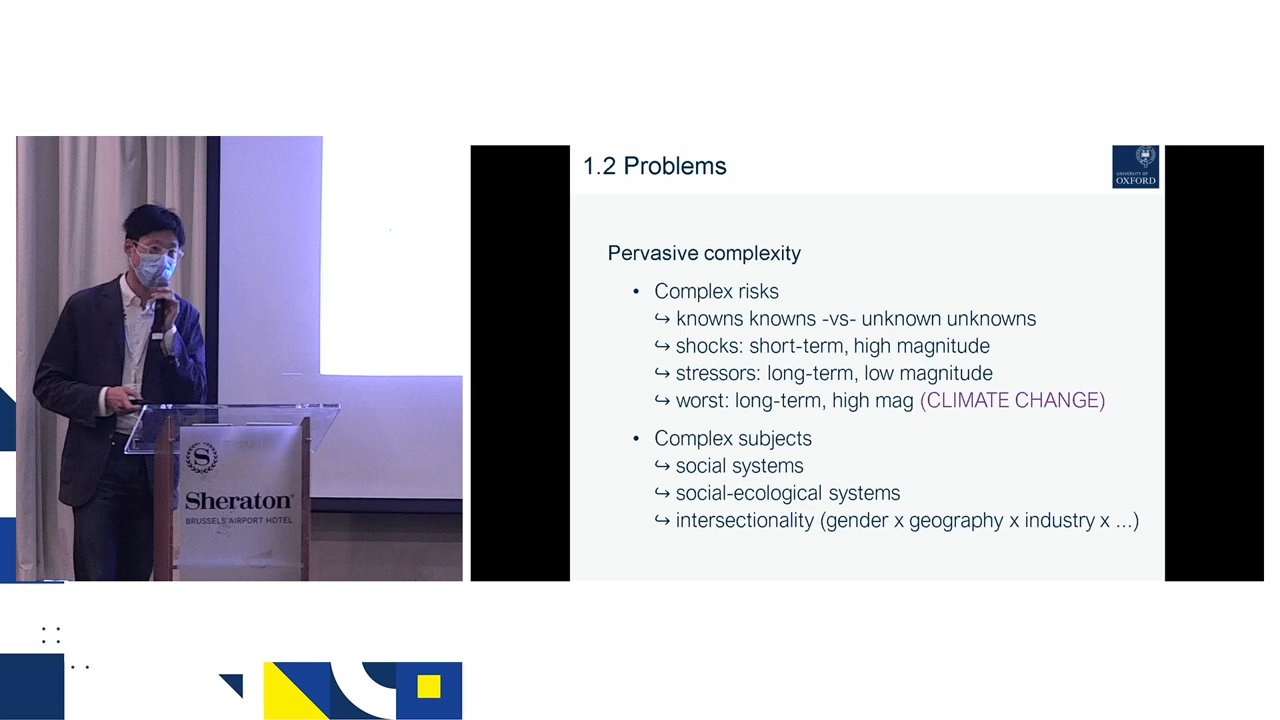 S
Sheraton
BRUSSELS AIRPORT HOTEL
1.2 Problems
UNIVERSITY OF
OXFORD
Pervasive complexity
• Complex risks
↪ knowns knowns -vs- unknown unknowns
↪ shocks: short-term, high magnitude
↪ stressors: long-term, low magnitude
↪ worst: long-term, high mag (CLIMATE CHANGE)
• Complex subjects
↪ social systems
↪ social-ecological systems
↪ intersectionality (gender x geography x industry x ...)